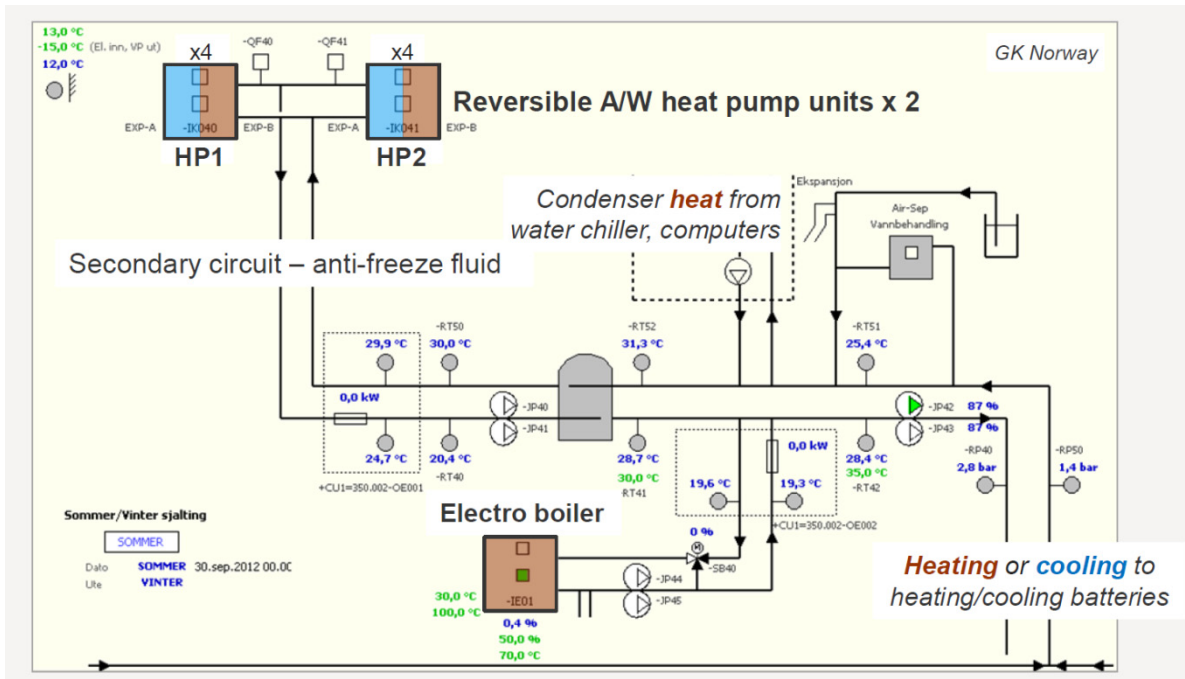 13,0 °C
-15,0 °C (El. inn, VP ut)
12,0 °C
x4
-QF40
-QF41
x4
GK Norway
EXP-A
-IK040
EXP-B
EXP-A
-IK041
EXP-B
Reversible A/W heat pump units x 2
HP1
HP2
Condenser heat from
water chiller, computers
Ekspansjon
Air-Sep
Vannbehandling
Secondary circuit – anti-freeze fluid
-RT50
-RT52
-RT51
29,9 °C
30,0 °C
31,3 °C
25,4 °C
0,0 kW
-JP40
-JP41
-JP42
87 %
-JP43
87 %
24,7 °C
20,4 °C
-RT40
28,7 °C
30,0 °C
RT41
0,0 kW
28,4 °C
35,0 °C
-RT42
-RP40
2,8 bar
-RP50
1,4 bar
19,6 °C
19,3 °C
+CU1=350.002-OE001
+CU1=350.002-OE002
Electro boiler
0 %
M
-SB40
-JP44
-JP45
-IE01
30,0 °C
100,0 °C
0,4 %
50,0 %
70,0 °C
Sommer/Vinter sjalting
SOMMER
Dato SOMMER 30.sep.2012 00.00
Ute VINTER
Heating or cooling to
heating/cooling batteries